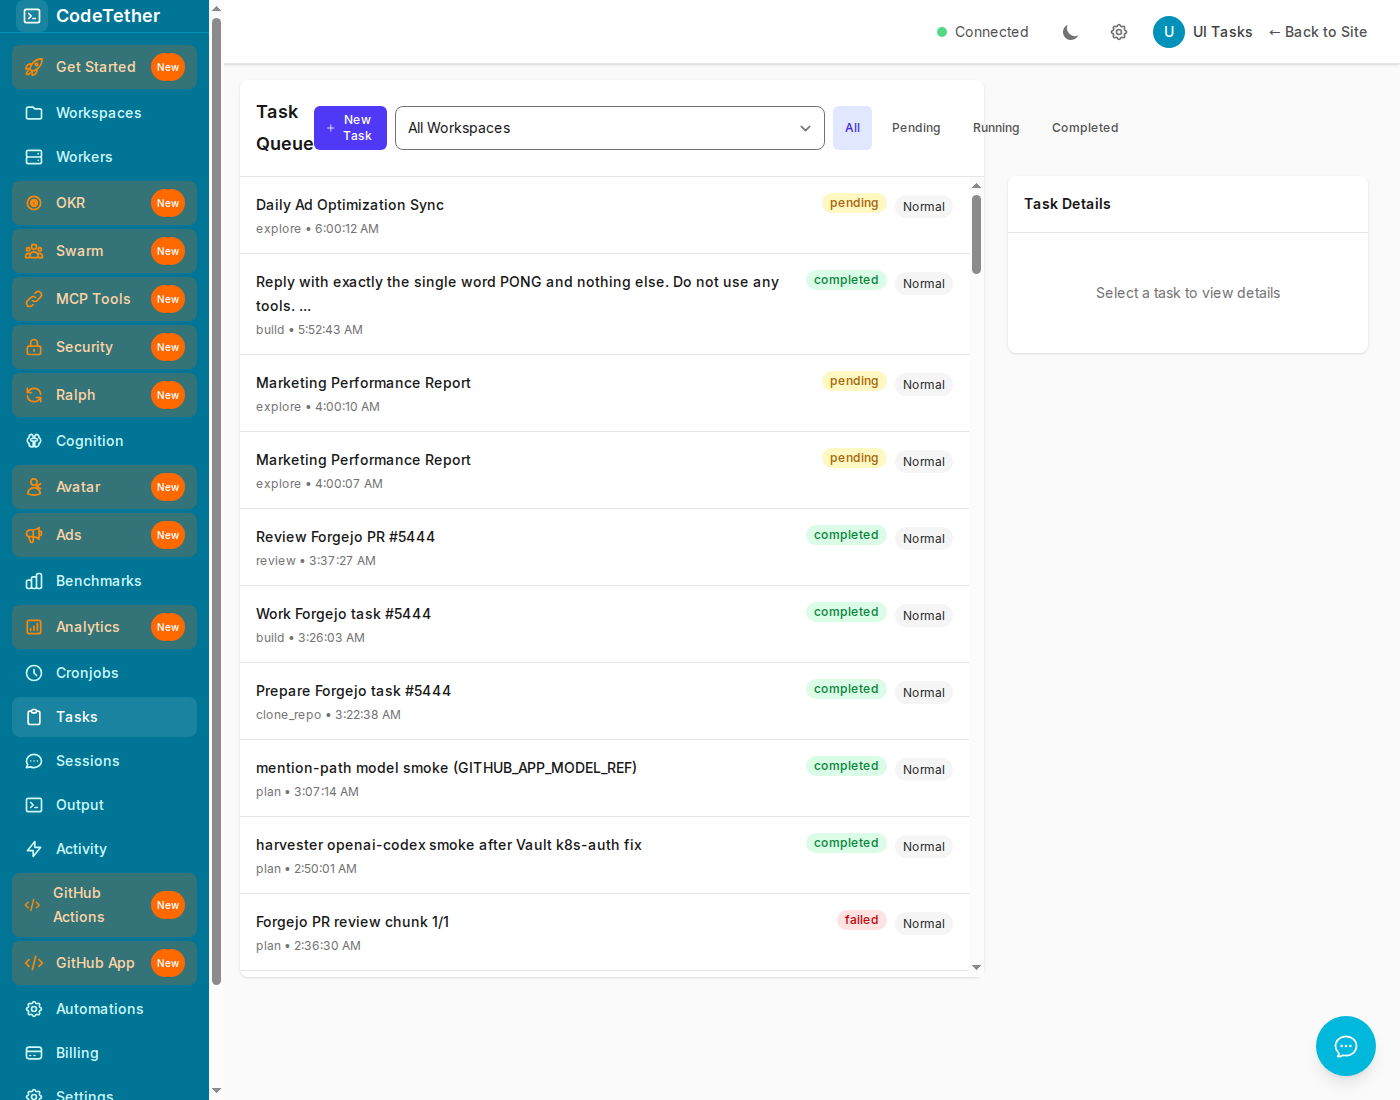 CodeTether
Get Started New
Workspaces
Workers
OKR New
Swarm New
MCP Tools New
Security New
Ralph New
Cognition
Avatar New
Ads New
Benchmarks
Analytics New
Cronjobs
Tasks
Sessions
Output
Activity
GitHub
Actions
New
GitHub App New
Automations
Billing
Settings
Connected
U
UI Tasks
← Back to Site
Task
Queue
+ New
Task
All Workspaces
All
Pending
Running
Completed
Daily Ad Optimization Sync
pending
Normal
explore • 6:00:12 AM
Reply with exactly the single word PONG and nothing else. Do not use any
tools. ...
completed
Normal
build • 5:52:43 AM
Marketing Performance Report
pending
Normal
explore • 4:00:10 AM
Marketing Performance Report
pending
Normal
explore • 4:00:07 AM
Review Forgejo PR #5444
completed
Normal
review • 3:37:27 AM
Work Forgejo task #5444
completed
Normal
build • 3:26:03 AM
Prepare Forgejo task #5444
completed
Normal
clone_repo • 3:22:38 AM
mention-path model smoke (GITHUB_APP_MODEL_REF)
completed
Normal
plan • 3:07:14 AM
harvester openai-codex smoke after Vault k8s-auth fix
completed
Normal
plan • 2:50:01 AM
Forgejo PR review chunk 1/1
failed
Normal
plan • 2:36:30 AM
Task Details
Select a task to view details